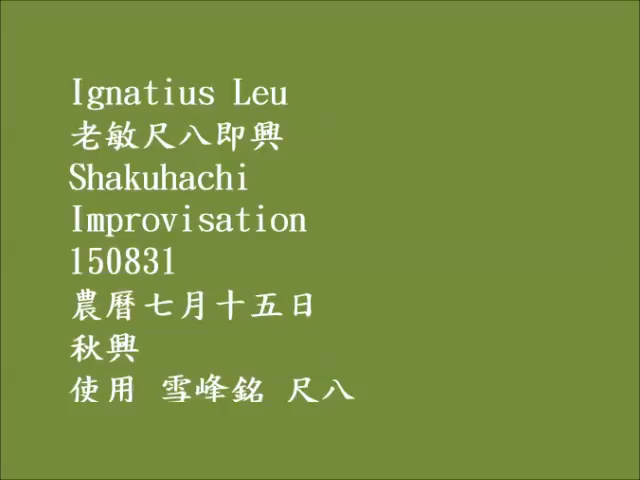 Ignatius Leu
老敏尺八即興
Shakuhachi
Improvisation
150831
農曆七月十五日
秋興
使用 雪峰銘 尺八